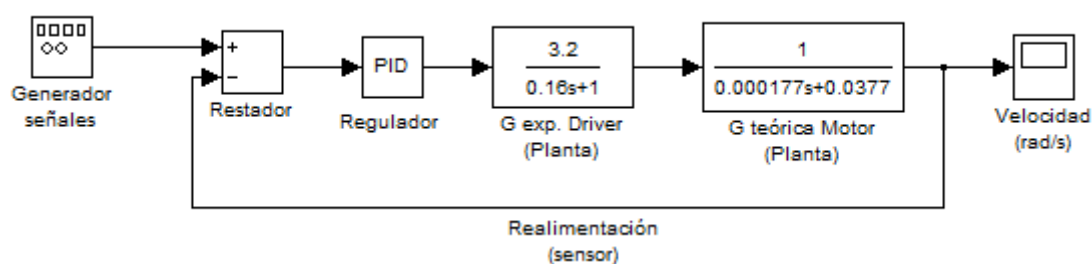 Generador
señales
+
−
Restador
PID
Regulador
3.2
0.16s+1
G exp. Driver
(Planta)
1
0.000177s+0.0377
G teórica Motor
(Planta)
Velocidad
(rad/s)
Realimentación
(sensor)